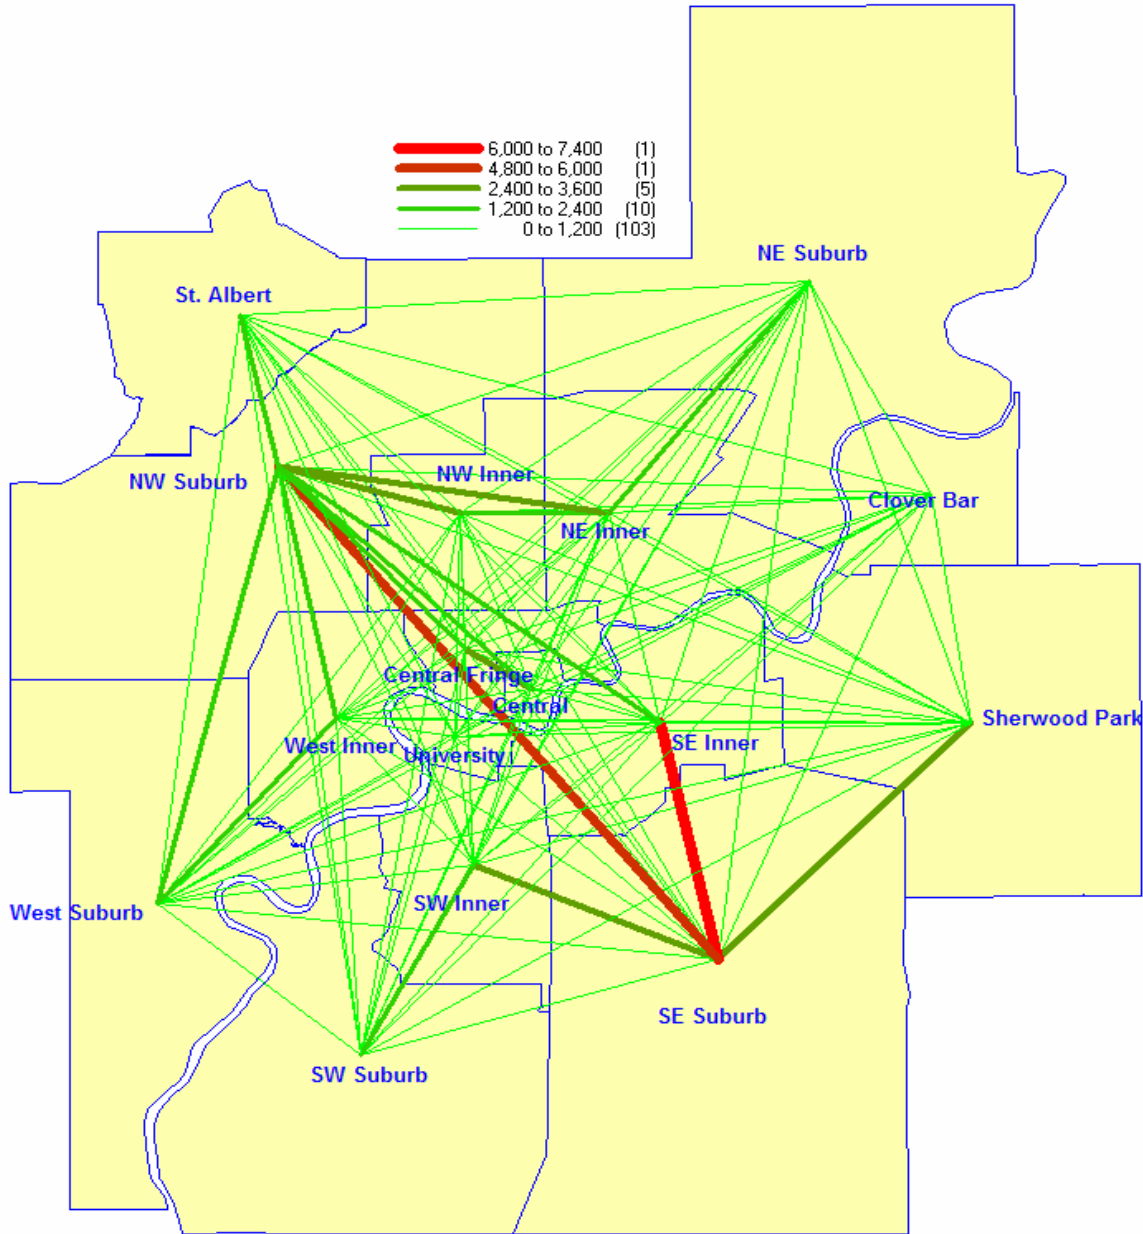 6,000 to 7,400 (1)
4,800 to 6,000 (1)
2,400 to 3,600 (5)
1,200 to 2,400 (10)
0 to 1,200 (103)
NE Suburb
St. Albert
NW Suburb
NW Inner
Clover Bar
NE Inner
Central Fringe
Central
Sherwood Park
West Inner
University
SE Inner
West Suburb
SW Inner
SE Suburb
SW Suburb